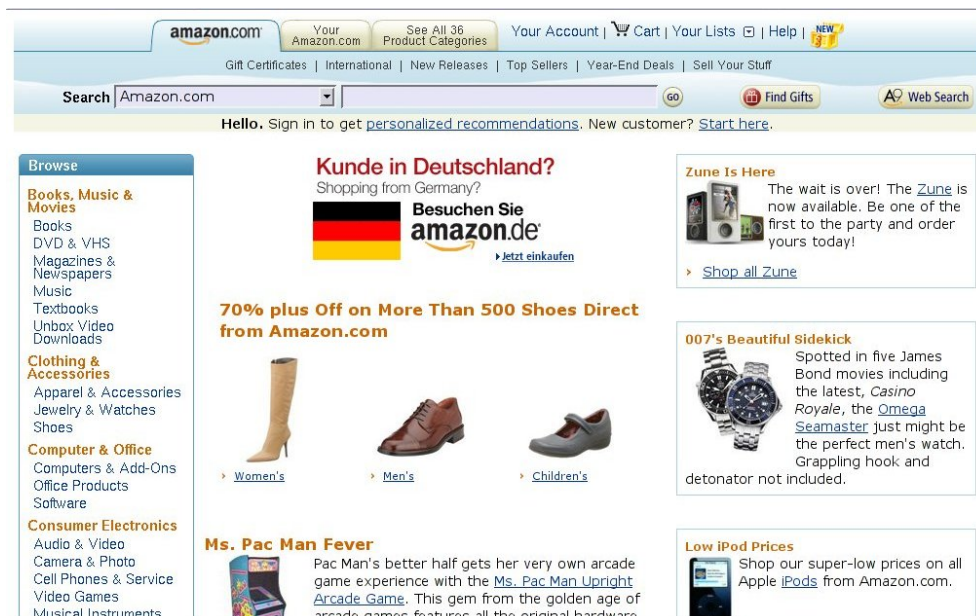 amazon.com
Your Amazon.com
See All 36 Product Categories
Your Account | Cart | Your Lists | Help | NEW
Gift Certificates | International | New Releases | Top Sellers | Year-End Deals | Sell Your Stuff
Search Amazon.com GO Find Gifts A9 Web Search
Hello. Sign in to get personalized recommendations. New customer? Start here.
Browse
Books, Music &
Movies
Books
DVD & VHS
Magazines &
Newspapers
Music
Textbooks
Unbox Video
Downloads
Clothing &
Accessories
Apparel & Accessories
Jewelry & Watches
Shoes
Computer & Office
Computers & Add-Ons
Office Products
Software
Consumer Electronics
Audio & Video
Camera & Photo
Cell Phones & Service
Video Games
Musical Instruments
Kunde in Deutschland?
Shopping from Germany?
Besuchen Sie
amazon.de
Jetzt einkaufen
70% plus Off on More Than 500 Shoes Direct
from Amazon.com
Women's
Men's
Children's
Ms. Pac Man Fever
Pac Man's better half gets her very own arcade
game experience with the Ms. Pac Man Upright
Arcade Game. This gem from the golden age of
arcade games features all the original hardware
Zune Is Here
The wait is over! The Zune is
now available. Be one of the
first to the party and order
yours today!
Shop all Zune
007's Beautiful Sidekick
Spotted in five James
Bond movies including
the latest, Casino
Royale, the Omega
Seamaster just might be
the perfect men's watch.
Grappling hook and
detonator not included.
Low iPod Prices
Shop our super-low prices on all
Apple iPods from Amazon.com.